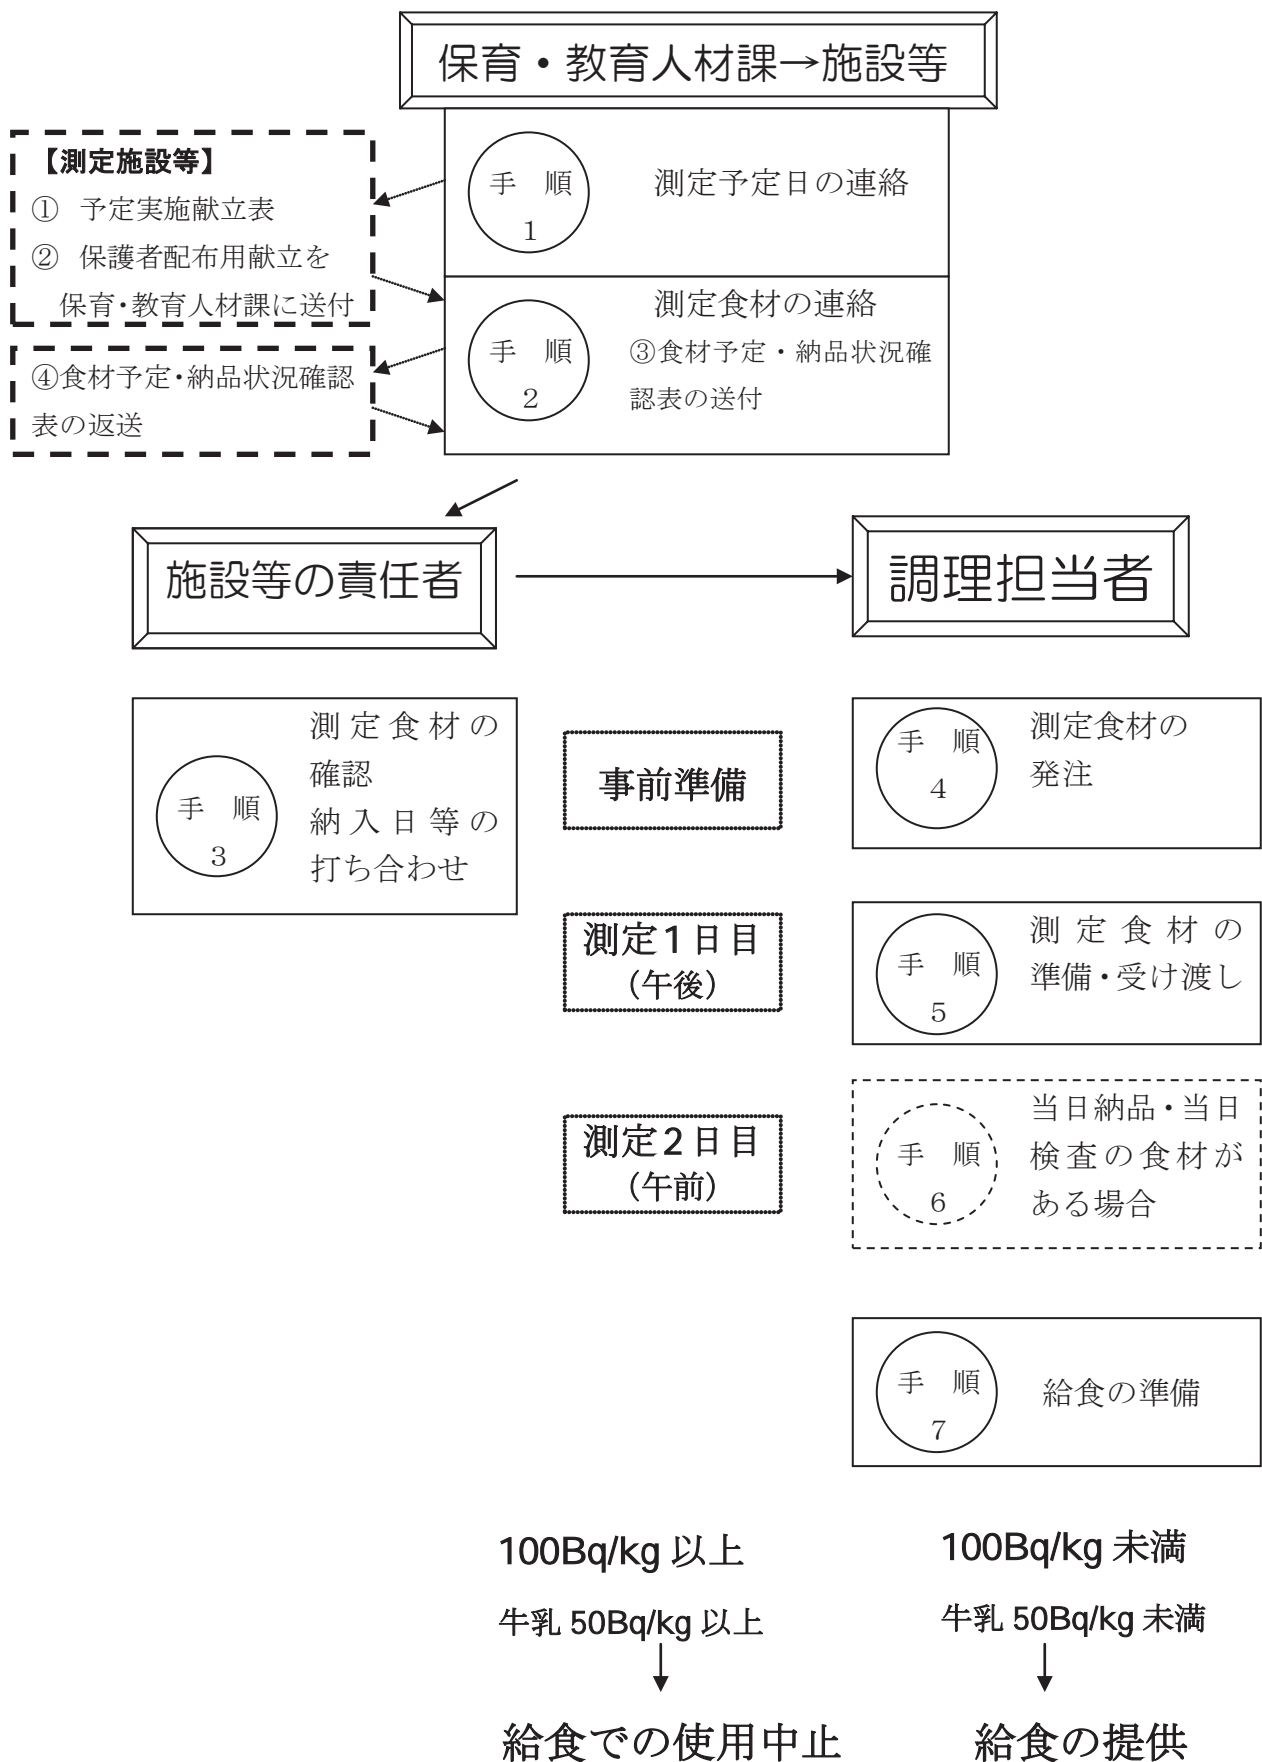 保育・教育人材課→施設等
【測定施設等】
① 予定実施献立表
② 保護者配布用献立を
保育・教育人材課に送付
手 順
1
測定予定日の連絡
手 順
2
測定食材の連絡
③食材予定・納品状況確
認表の送付
④食材予定・納品状況確認
表の返送
施設等の責任者
調理担当者
手 順
3
測定食材の
確認
納入日等の
打ち合わせ
事前準備
手 順
4
測定食材の
発注
測定1日目
(午後)
手 順
5
測定食材の
準備・受け渡し
測定2日目
(午前)
手 順
6
当日納品・当日
検査の食材が
ある場合
手 順
7
給食の準備
100Bq/kg 以上
牛乳 50Bq/kg 以上
給食での使用中止
100Bq/kg 未満
牛乳 50Bq/kg 未満
給食の提供